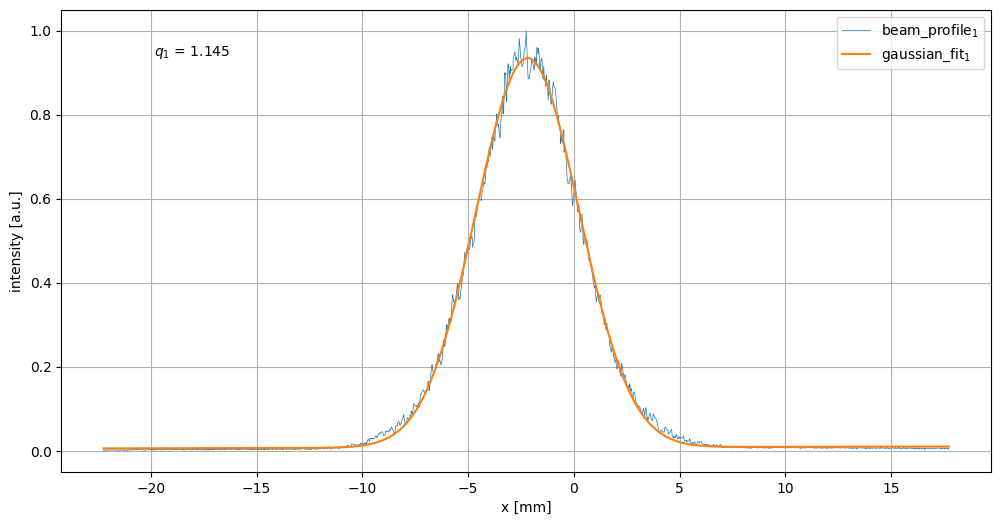 q₁ = 1.145
beam_profile₁
gaussian_fit₁
intensity [a.u.]
1.0
0.8
0.6
0.4
0.2
0.0
−20
−15
−10
−5
0
5
10
15
x [mm]